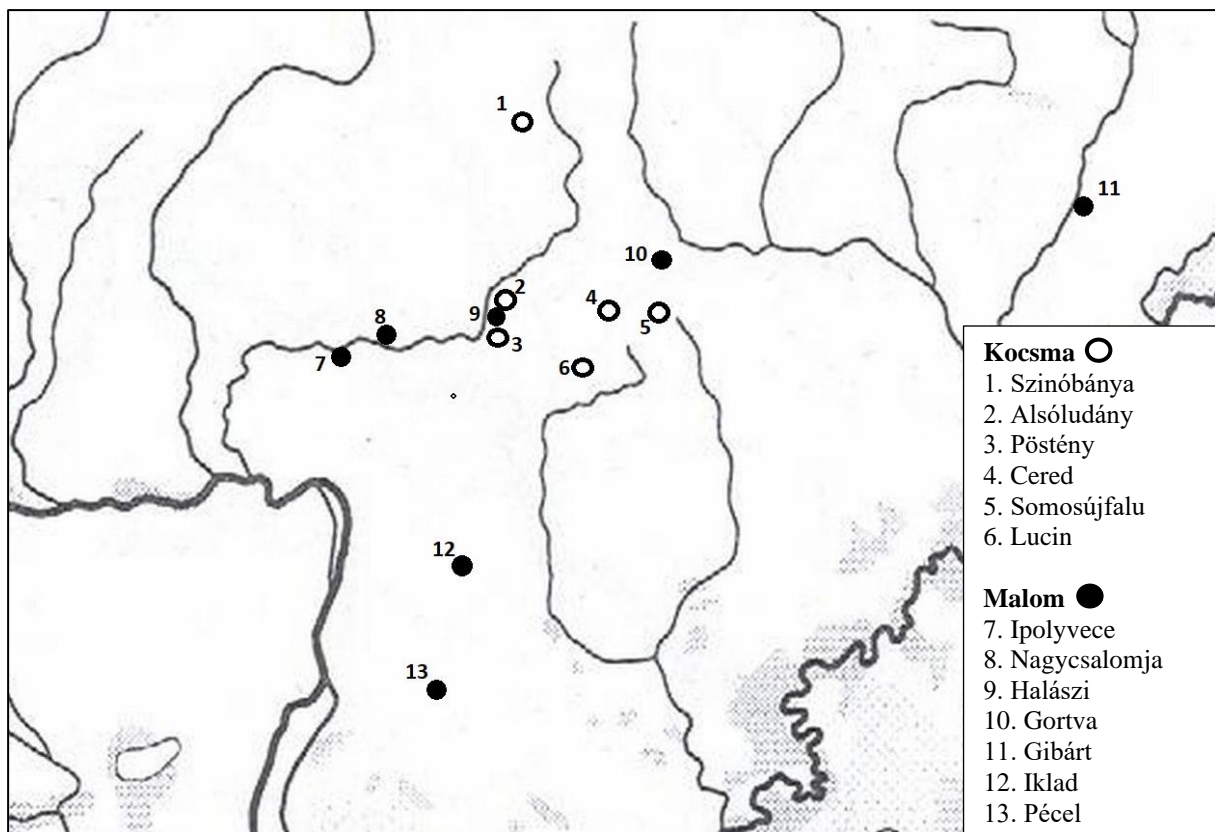 1
11
10
2
4
9
5
8
3
7
6
12
13
Kocsma
1. Szinóbánya
2. Alsóludány
3. Pöstény
4. Cered
5. Somosújfalu
6. Lucin
Malom
7. Ipolyvece
8. Nagycsalomja
9. Halászi
10. Gortva
11. Gibárt
12. Iklad
13. Pécel